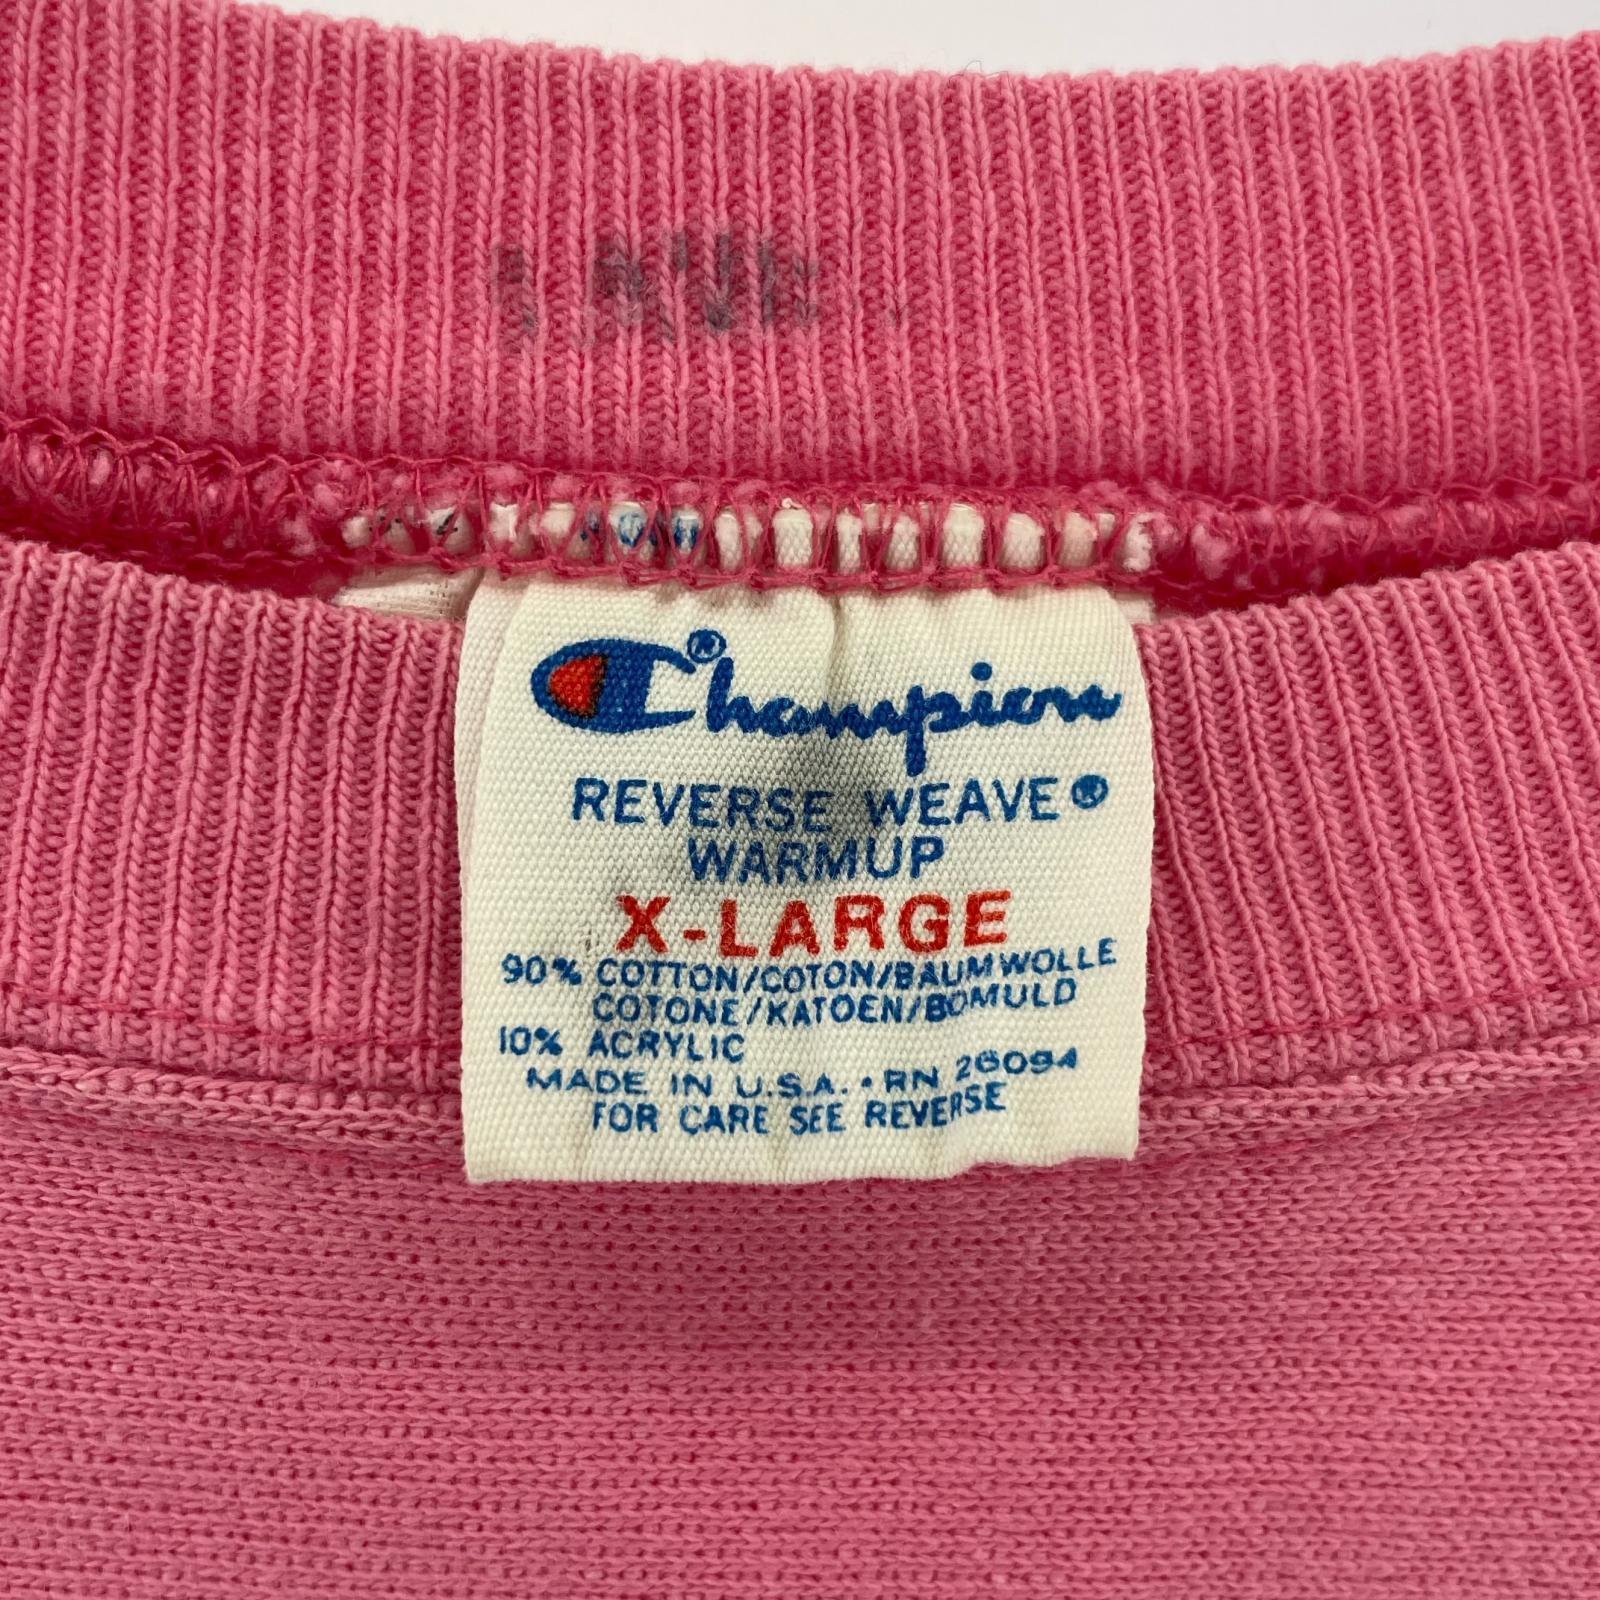 Champion®
REVERSE WEAVE®
WARMUP
X-LARGE
90% COTTON/COTON/BAUMWOLLE
COTONE/KATOEN/BOMULD
10% ACRYLIC
MADE IN U.S.A. • RN 26094
FOR CARE SEE REVERSE